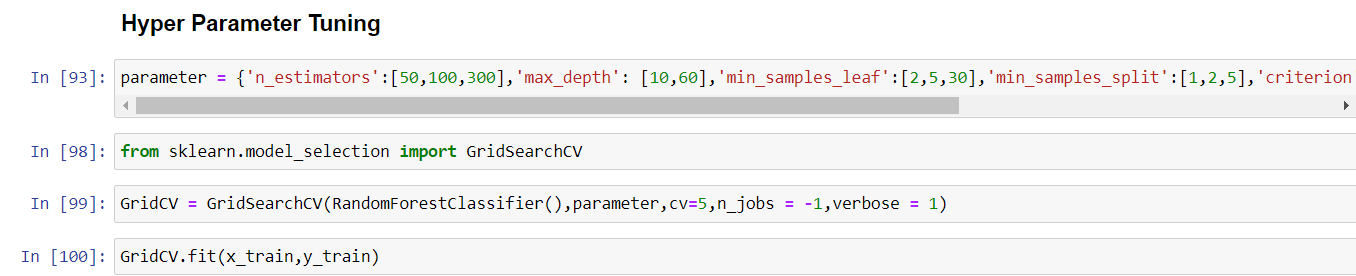 Hyper Parameter Tuning
In [93]: parameter = {'n_estimators':[50,100,300],'max_depth': [10,60],'min_samples_leaf':[2,5,30],'min_samples_split':[1,2,5],'criterion
In [98]: from sklearn.model_selection import GridSearchCV
In [99]: GridCV = GridSearchCV(RandomForestClassifier(),parameter,cv=5,n_jobs = -1,verbose = 1)
In [100]: GridCV.fit(x_train,y_train)